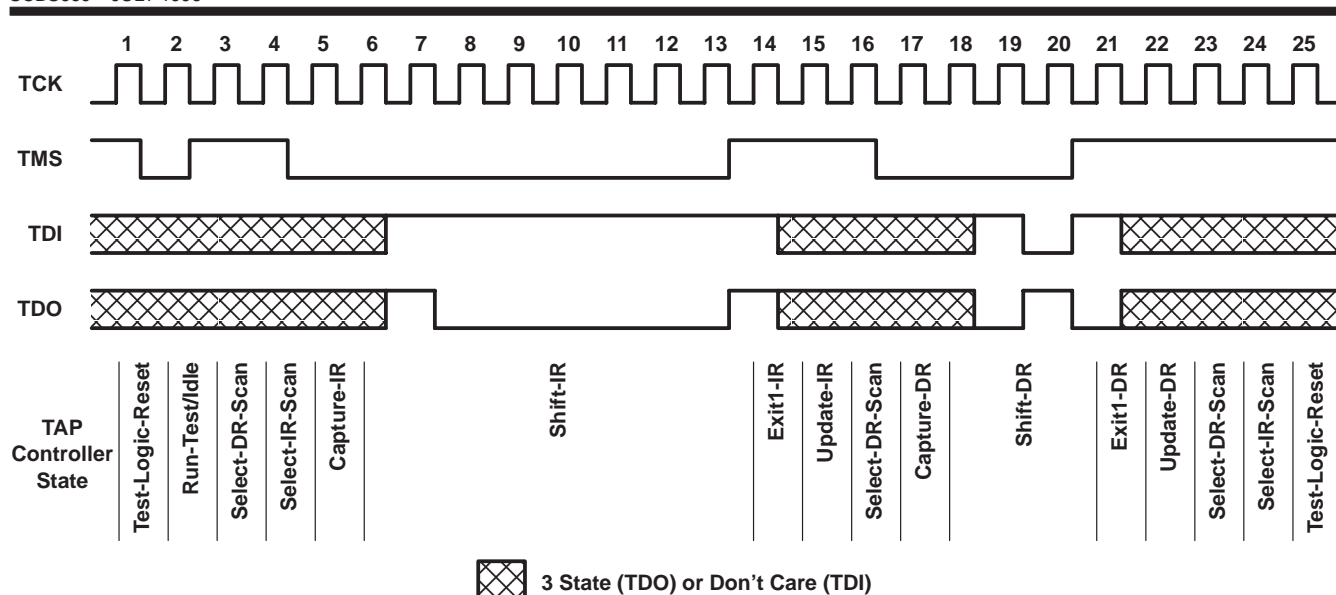 1 2 3 4 5 6 7 8 9 10 11 12 13 14 15 16 17 18 19 20 21 22 23 24 25
TCK
TMS
TDI
TDO
TAP
Controller
State
Test-Logic-Reset
Run-Test/Idle
Select-DR-Scan
Select-IR-Scan
Capture-IR
Shift-IR
Exit1-IR
Update-IR
Select-DR-Scan
Capture-DR
Shift-DR
Exit1-DR
Update-DR
Select-DR-Scan
Select-IR-Scan
Test-Logic-Reset
3 State (TDO) or Don't Care (TDI)